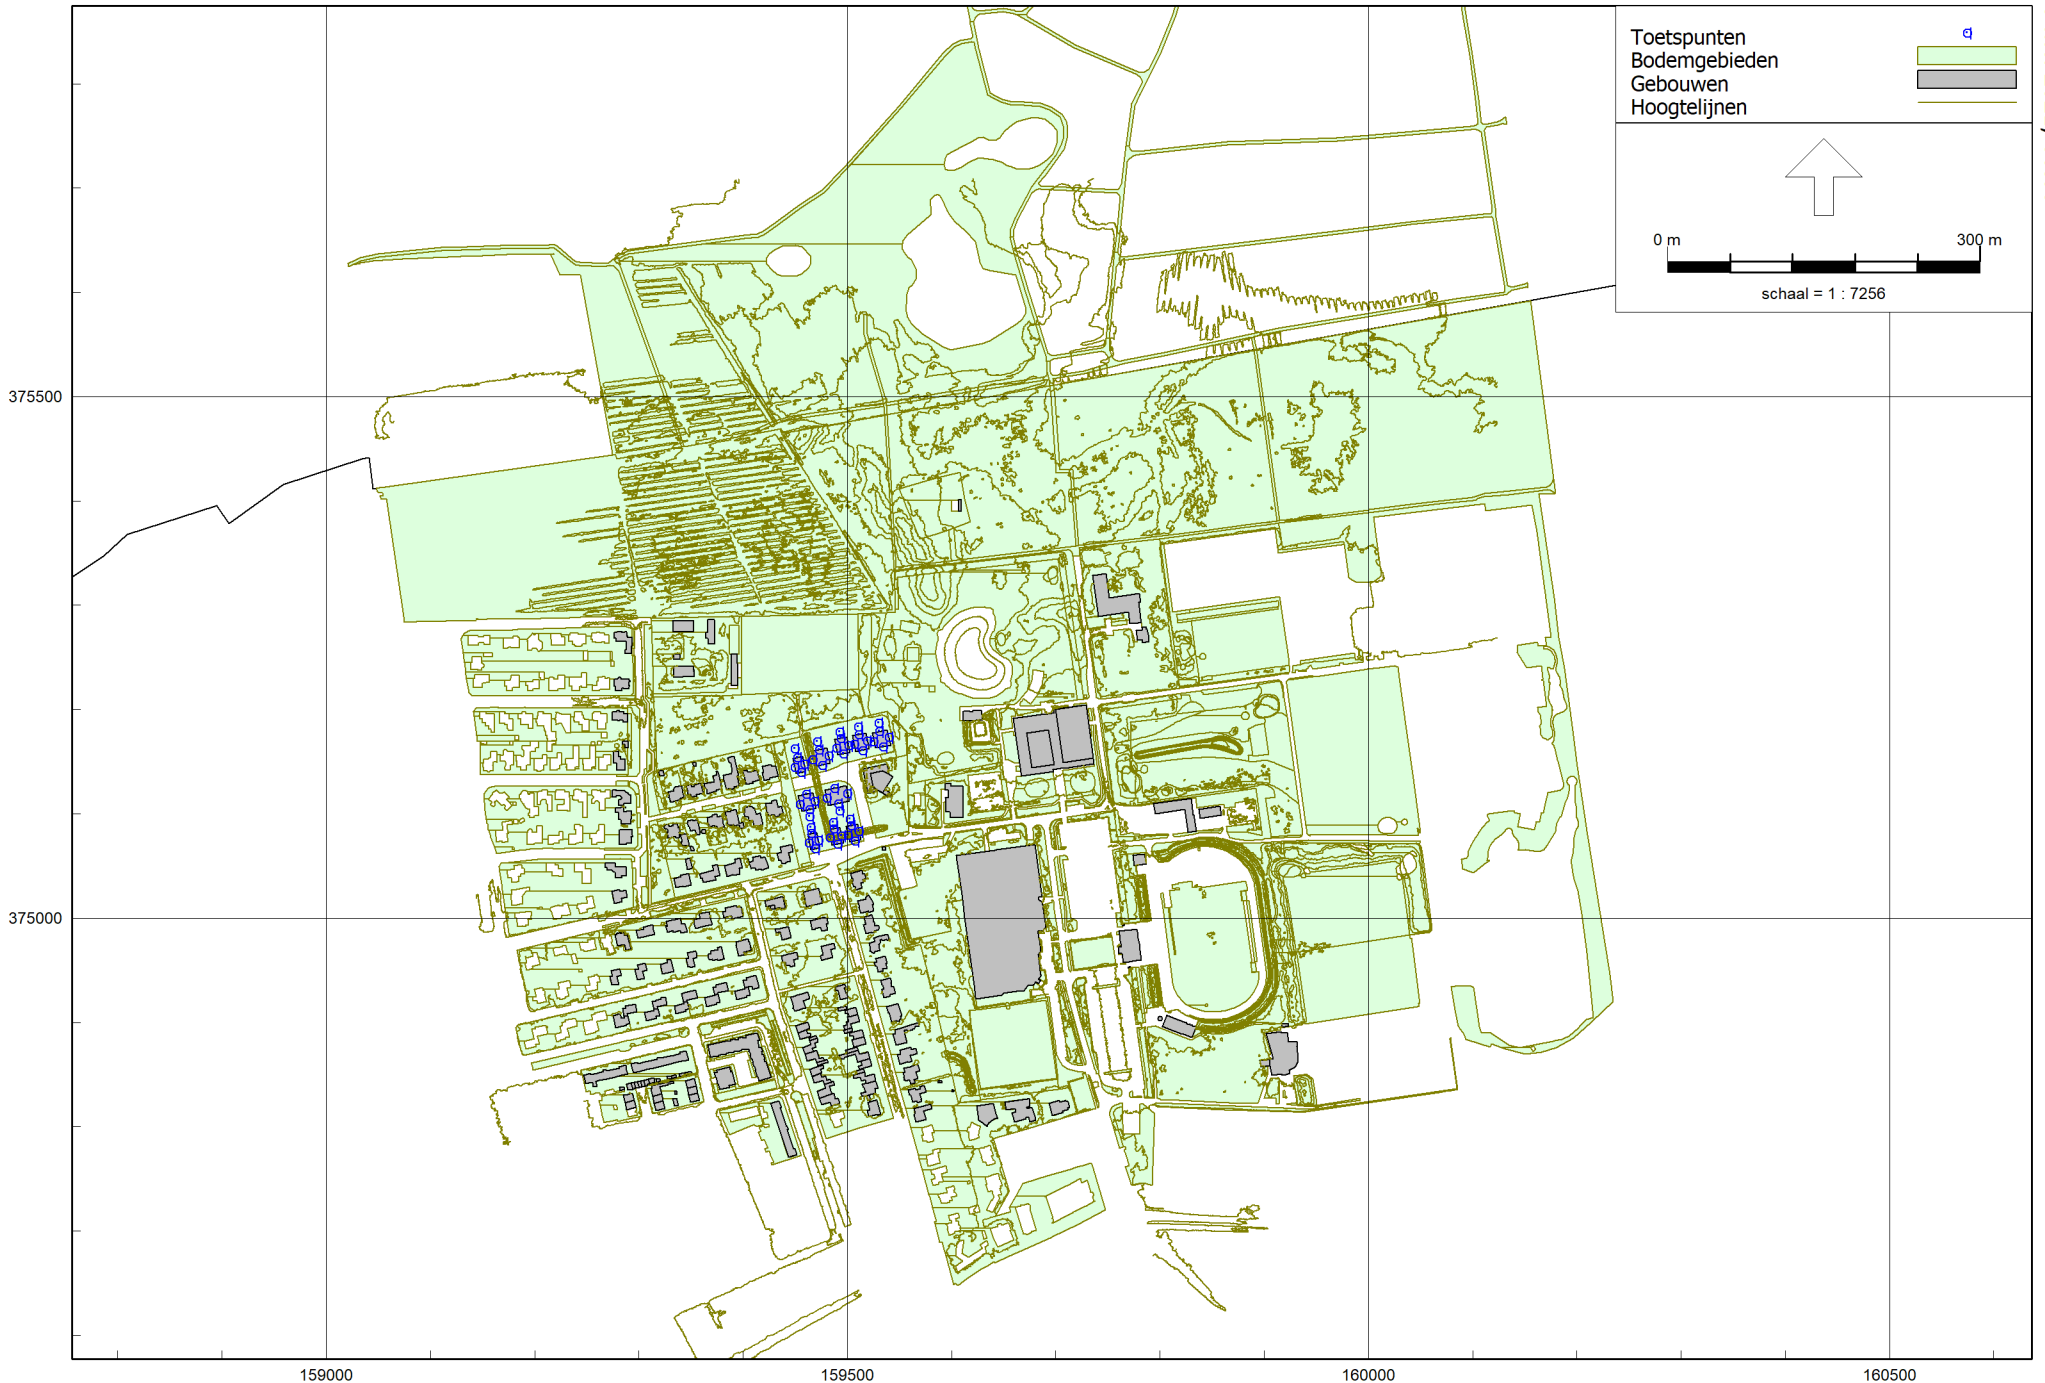 Toetspunten
Bodemgebieden
Gebouwen
Hoogtelijnen
0 m 300 m
schaal = 1 : 7256
375500
375000
159000 159500 160000 160500